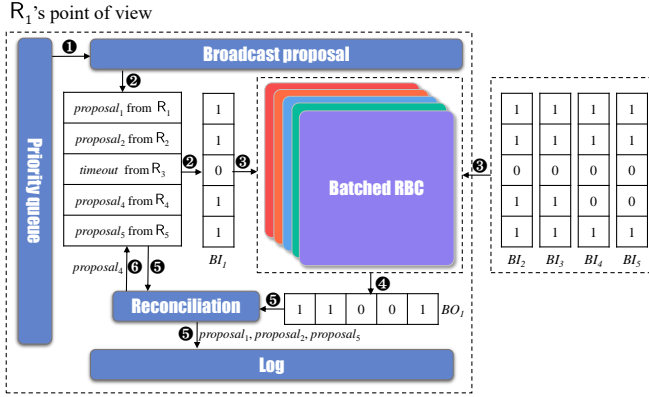 R1's point of view
❶
Broadcast proposal
❷
Priority queue
proposal1 from R1
proposal2 from R2
timeout from R3
proposal4 from R4
proposal5 from R5
❷
1
1
0
1
1
BI1
❸
Batched RBC
❸
1 1 1 1
1 1 1 1
0 0 0 0
1 1 0 0
1 1 1 1
BI2 BI3 BI4 BI5
❹
proposal4 ❻ ❺
Reconciliation
❺
1 1 0 0 1 BO1
❺ proposal1, proposal2, proposal5
Log